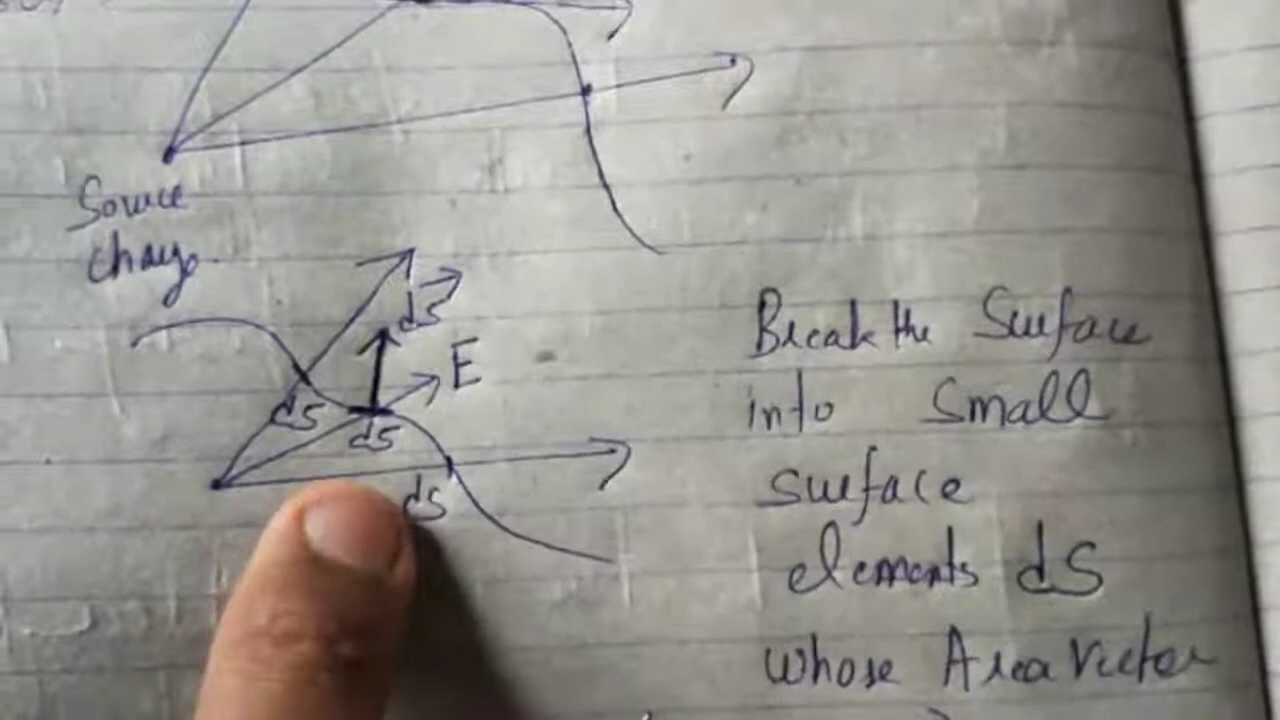 Source
charge
dS
E
dS
dS
dS
Break the Surface
into Small
surface
elements dS
whose Area Vector